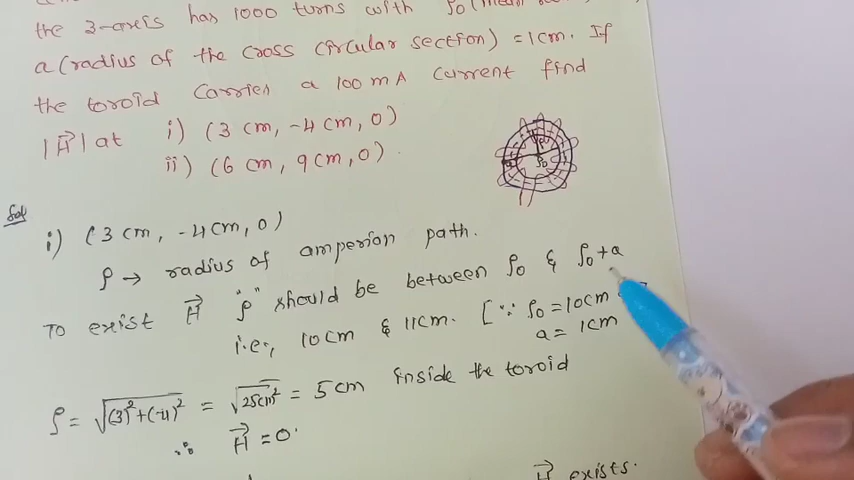 the 3-axis has 1000 turns with ρ0 (mean
a (radius of the cross circular section) = 1cm. If
the toroid carries a 100 mA current find
|H⃗| at i) (3 cm, -4 cm, 0)
ii) (6 cm, 9 cm, 0).
Sol
i) (3 cm, -4 cm, 0)
ρ → radius of amperian path.
To exist H⃗ "ρ" should be between ρ0 & ρ0+a
i.e., 10cm & 11cm. [∵ ρ0 = 10cm
a = 1cm
ρ = √(3)²+(-4)² = √25cm² = 5cm inside the toroid
∴ H⃗ = 0.
H⃗ exists.